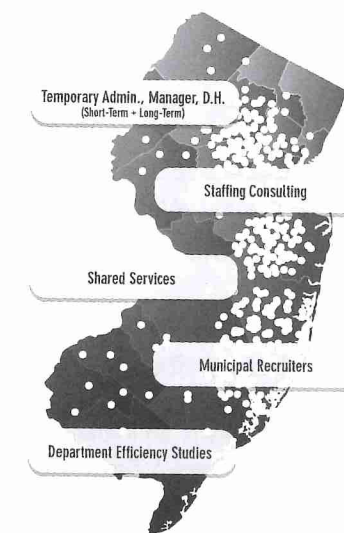 Temporary Admin., Manager, D.H.
(Short-Term + Long-Term)
Staffing Consulting
Shared Services
Municipal Recruiters
Department Efficiency Studies